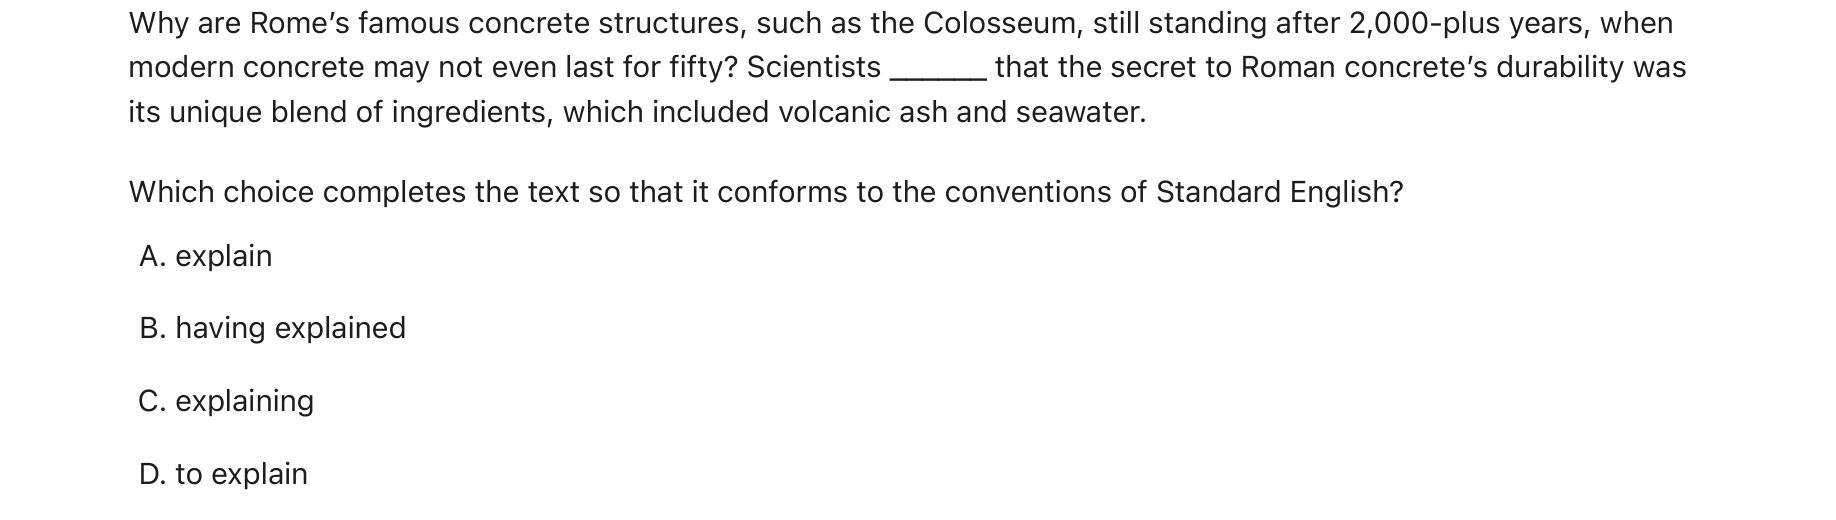 Why are Rome’s famous concrete structures, such as the Colosseum, still standing after 2,000-plus years, when
modern concrete may not even last for fifty? Scientists ______ that the secret to Roman concrete’s durability was
its unique blend of ingredients, which included volcanic ash and seawater.
Which choice completes the text so that it conforms to the conventions of Standard English?
A. explain
B. having explained
C. explaining
D. to explain